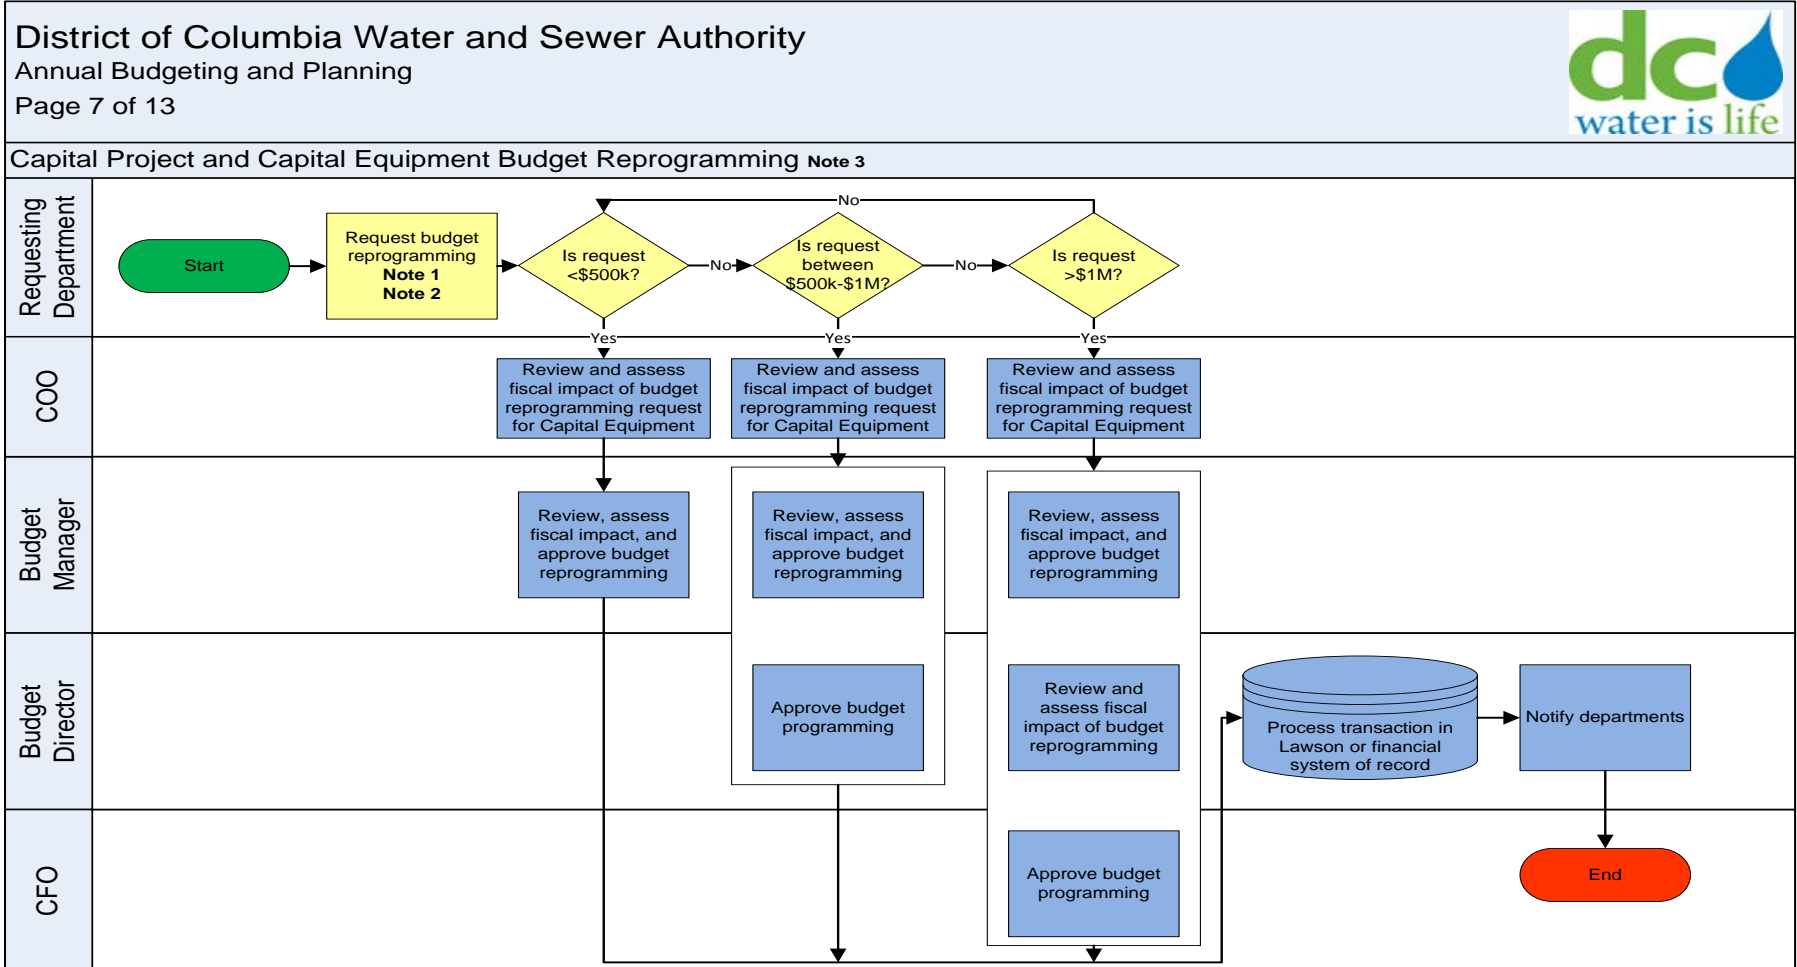 District of Columbia Water and Sewer Authority
Annual Budgeting and Planning
Page 7 of 13
dc
water is life
Capital Project and Capital Equipment Budget Reprogramming Note 3
Requesting
Department
Start
Request budget
reprogramming
Note 1
Note 2
Is request
<$500k?
No
Is request
between
$500k-$1M?
No
Is request
>$1M?
No
Yes
Yes
Yes
COO
Review and assess
fiscal impact of budget
reprogramming request
for Capital Equipment
Review and assess
fiscal impact of budget
reprogramming request
for Capital Equipment
Review and assess
fiscal impact of budget
reprogramming request
for Capital Equipment
Budget
Manager
Review, assess
fiscal impact, and
approve budget
reprogramming
Review, assess
fiscal impact, and
approve budget
reprogramming
Review, assess
fiscal impact, and
approve budget
reprogramming
Budget
Director
Approve budget
programming
Review and
assess fiscal
impact of budget
reprogramming
Process transaction in
Lawson or financial
system of record
Notify departments
CFO
Approve budget
programming
End